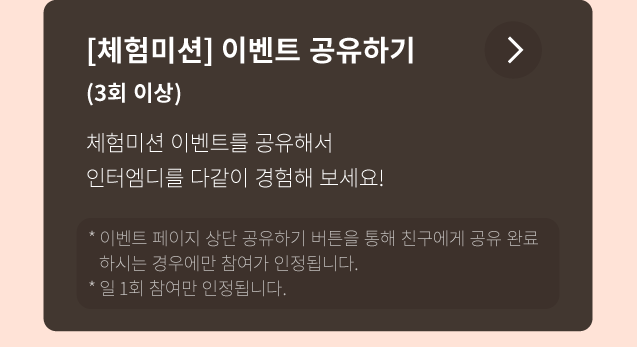 [체험미션] 이벤트 공유하기
(3회 이상)
체험미션 이벤트를 공유해서
인터엠디를 다같이 경험해 보세요!
* 이벤트 페이지 상단 공유하기 버튼을 통해 친구에게 공유 완료
하시는 경우에만 참여가 인정됩니다.
* 일 1회 참여만 인정됩니다.